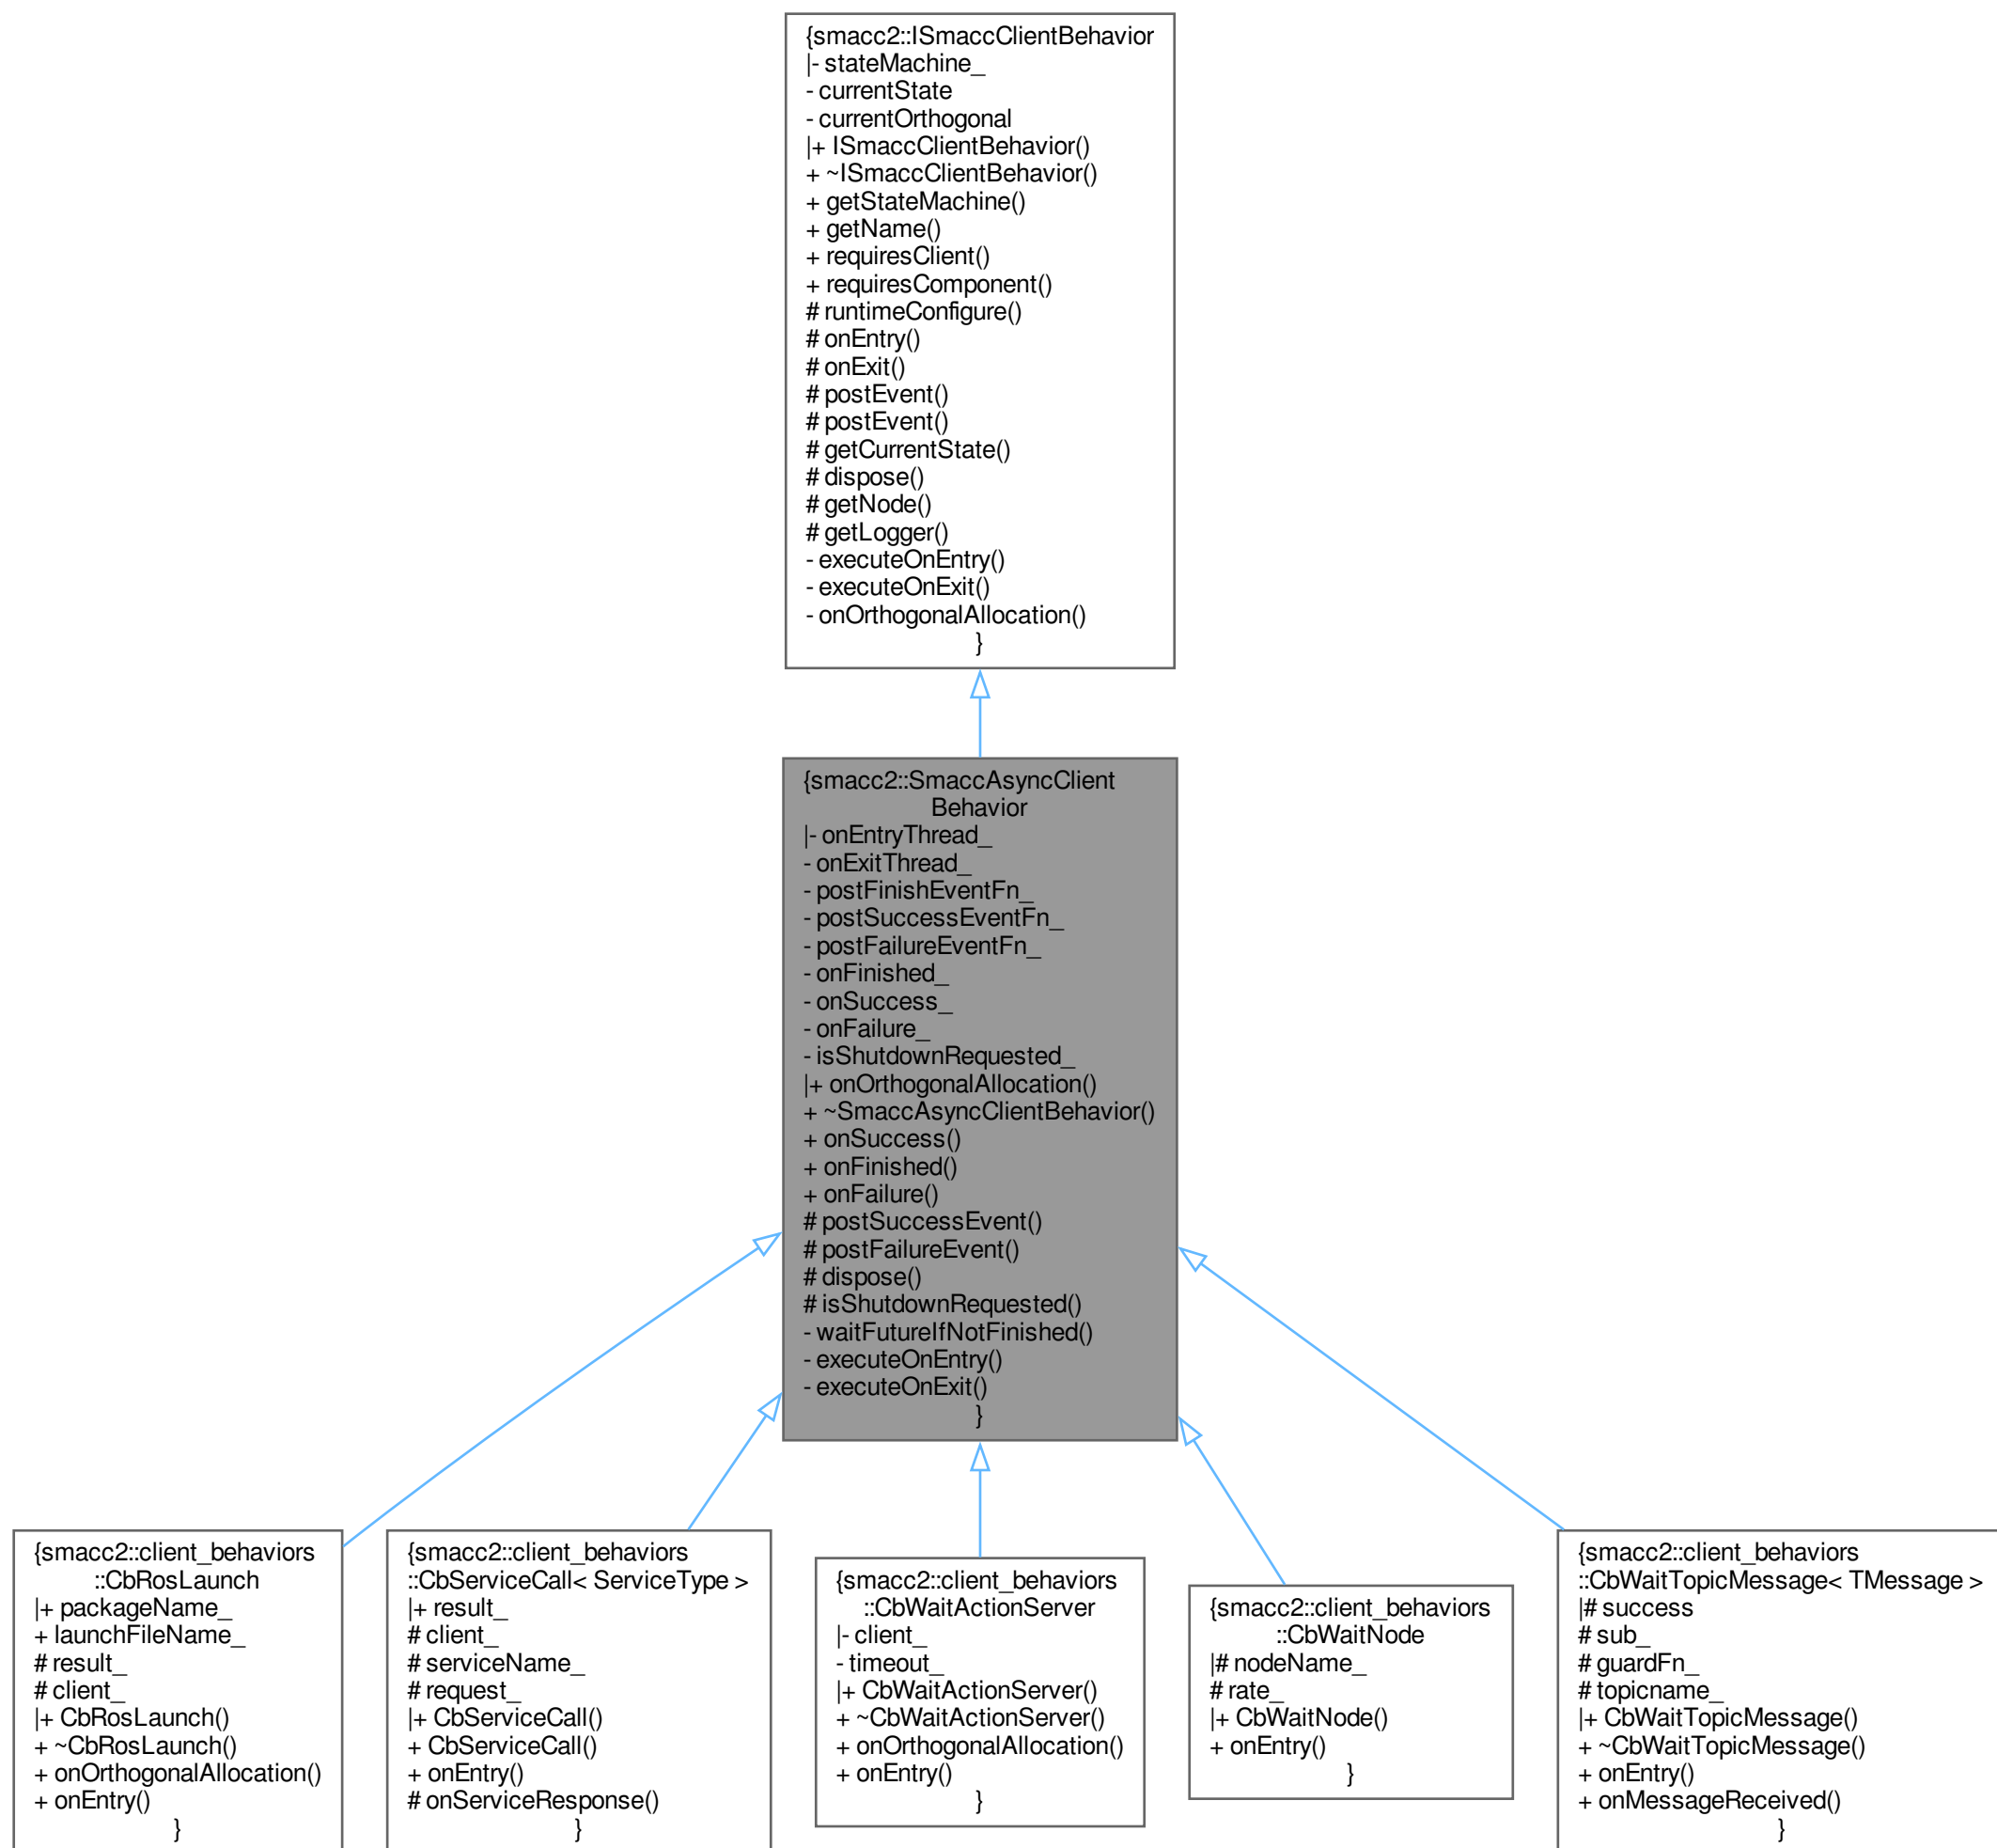 {smacc2::ISmaccClientBehavior
|- stateMachine_
- currentState
- currentOrthogonal
|+ ISmaccClientBehavior()
+ ~ISmaccClientBehavior()
+ getStateMachine()
+ getName()
+ requiresClient()
+ requiresComponent()
# runtimeConfigure()
# onEntry()
# onExit()
# postEvent()
# postEvent()
# getCurrentState()
# dispose()
# getNode()
# getLogger()
- executeOnEntry()
- executeOnExit()
- onOrthogonalAllocation()
}
{smacc2::SmaccAsyncClient
Behavior
|- onEntryThread_
- onExitThread_
- postFinishEventFn_
- postSuccessEventFn_
- postFailureEventFn_
- onFinished_
- onSuccess_
- onFailure_
- isShutdownRequested_
|+ onOrthogonalAllocation()
+ ~SmaccAsyncClientBehavior()
+ onSuccess()
+ onFinished()
+ onFailure()
# postSuccessEvent()
# postFailureEvent()
# dispose()
# isShutdownRequested()
- waitFutureIfNotFinished()
- executeOnEntry()
- executeOnExit()
}
{smacc2::client_behaviors
::CbRosLaunch
|+ packageName_
+ launchFileName_
# result_
# client_
|+ CbRosLaunch()
+ ~CbRosLaunch()
+ onOrthogonalAllocation()
+ onEntry()
}
{smacc2::client_behaviors
::CbServiceCall< ServiceType >
|+ result_
# client_
# serviceName_
# request_
|+ CbServiceCall()
+ CbServiceCall()
+ onEntry()
# onServiceResponse()
}
{smacc2::client_behaviors
::CbWaitActionServer
|- client_
- timeout_
|+ CbWaitActionServer()
+ ~CbWaitActionServer()
+ onOrthogonalAllocation()
+ onEntry()
}
{smacc2::client_behaviors
::CbWaitNode
|# nodeName_
# rate_
|+ CbWaitNode()
+ onEntry()
}
{smacc2::client_behaviors
::CbWaitTopicMessage< TMessage >
|# success
# sub_
# guardFn_
# topicname_
|+ CbWaitTopicMessage()
+ ~CbWaitTopicMessage()
+ onEntry()
+ onMessageReceived()
}